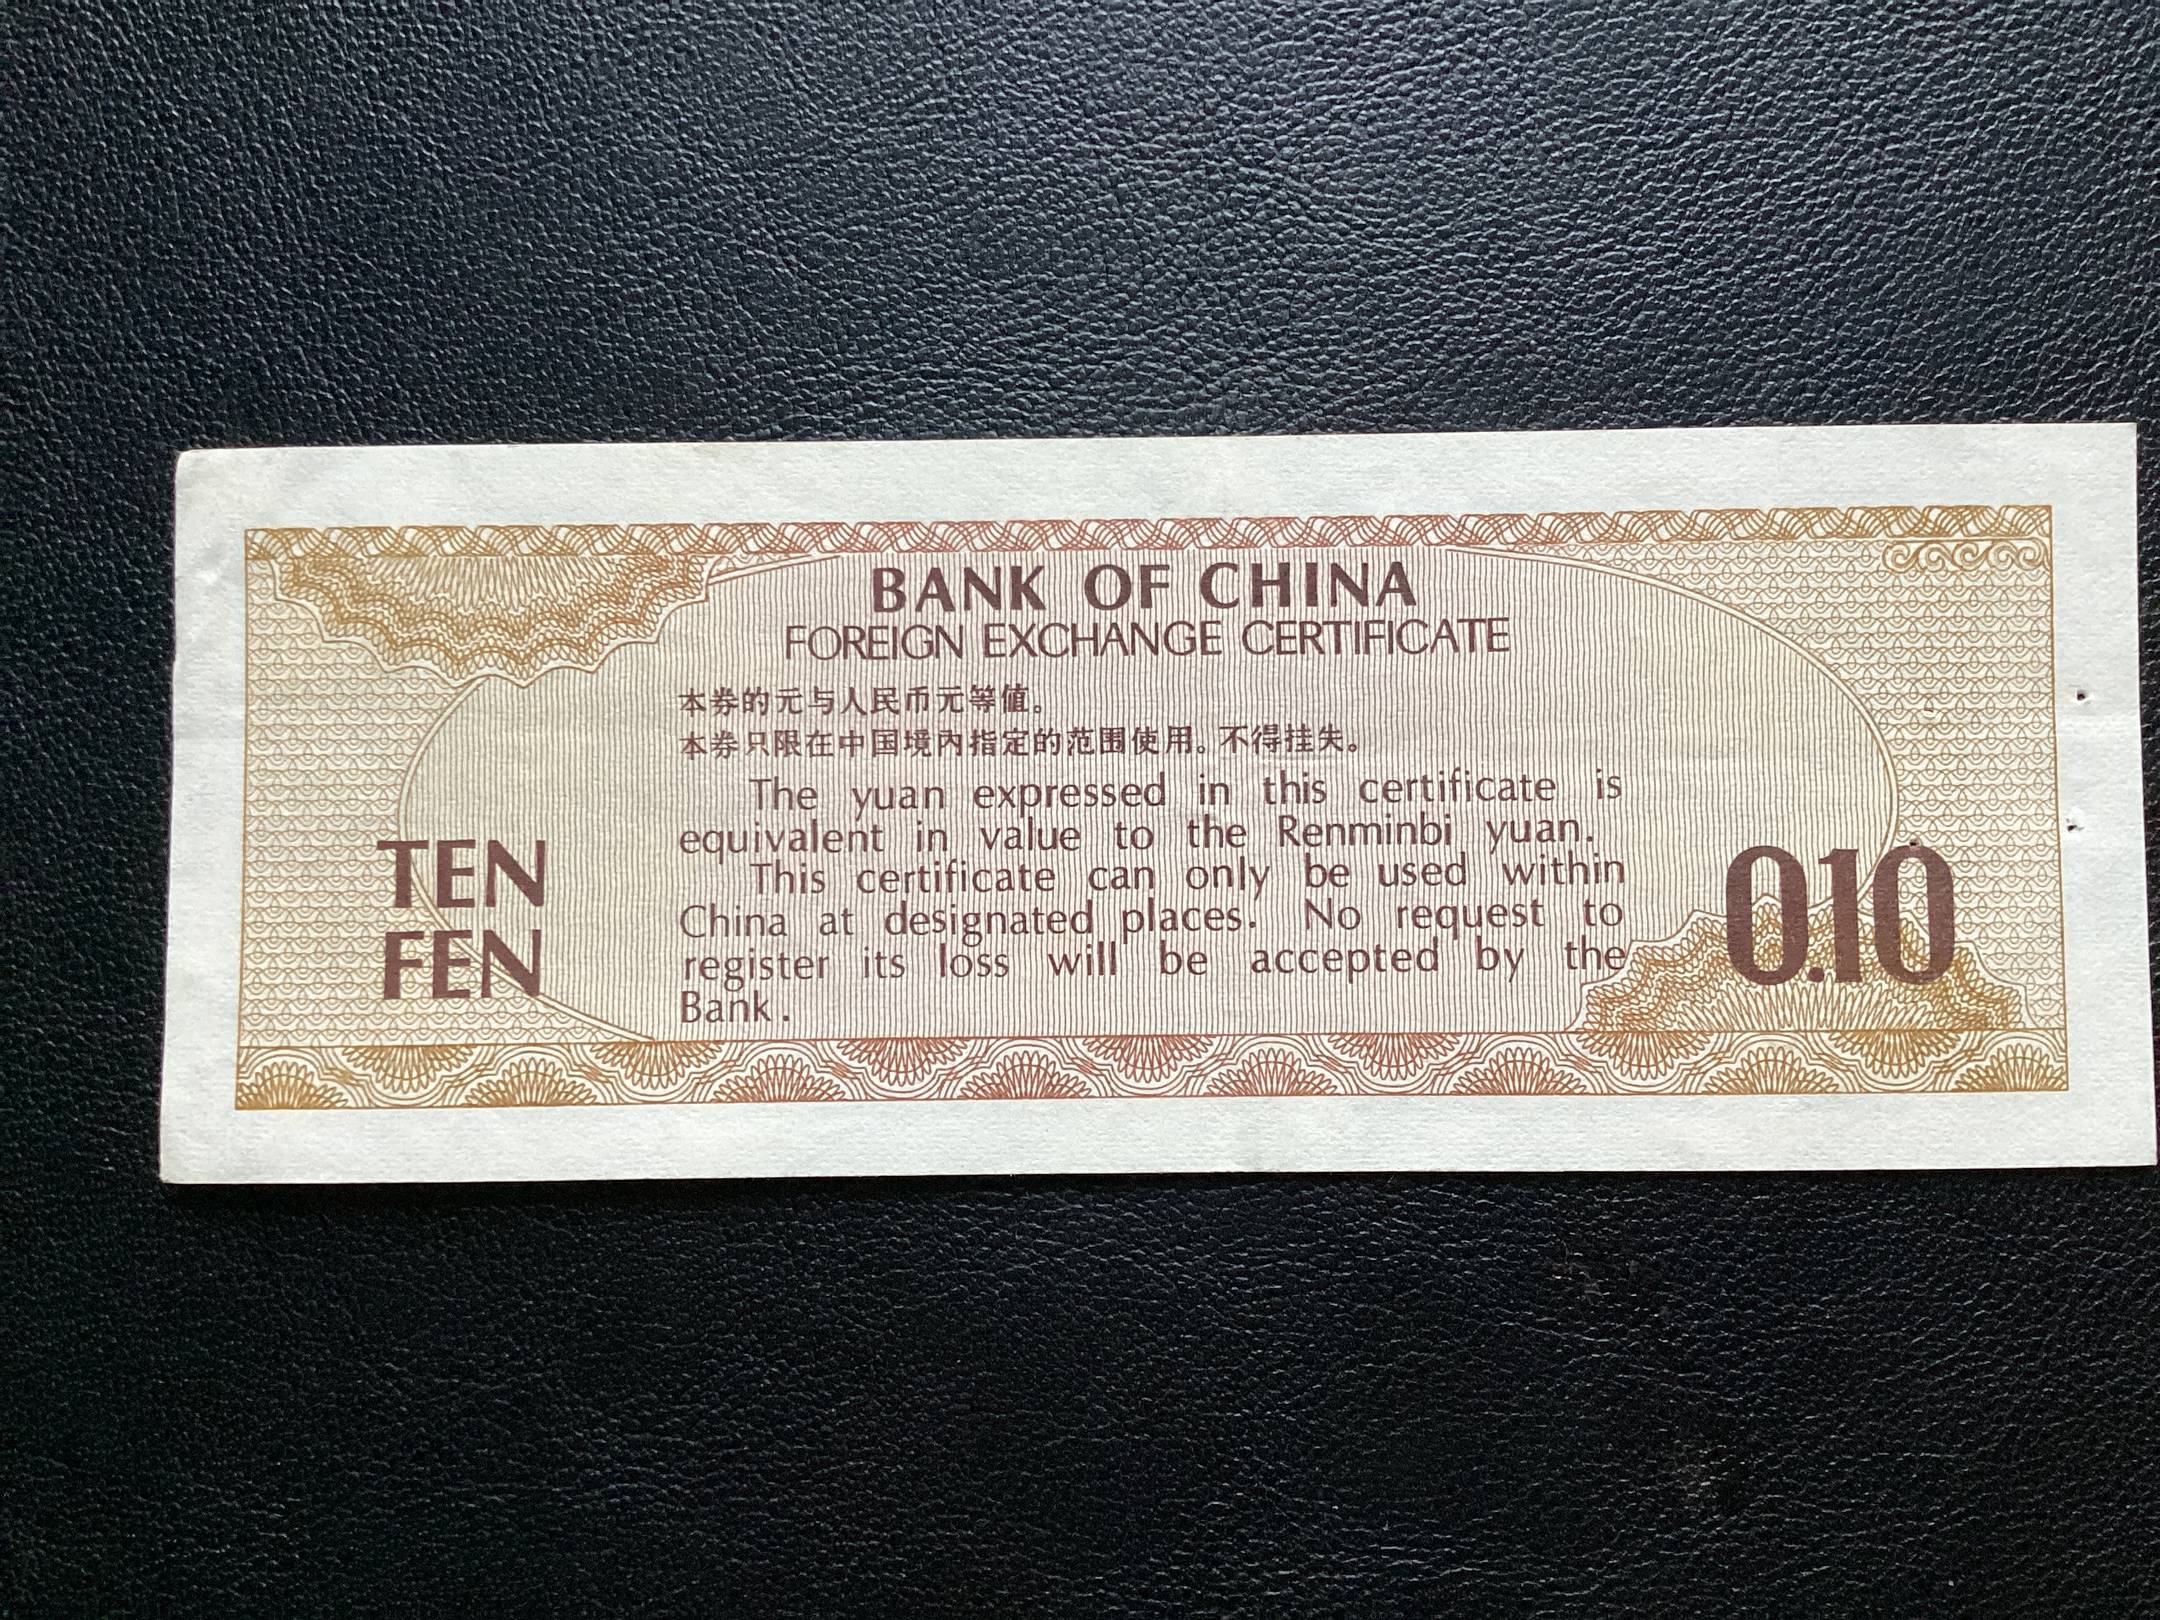 BANK OF CHINA
FOREIGN EXCHANGE CERTIFICATE
本券的元与人民币元等值。
本券只限在中国境内指定的范围使用。不得挂失。
The yuan expressed in this certificate is
equivalent in value to the Renminbi yuan.
This certificate can only be used within
China at designated places. No request to
register its loss will be accepted by the
Bank.
TEN
FEN
0.10